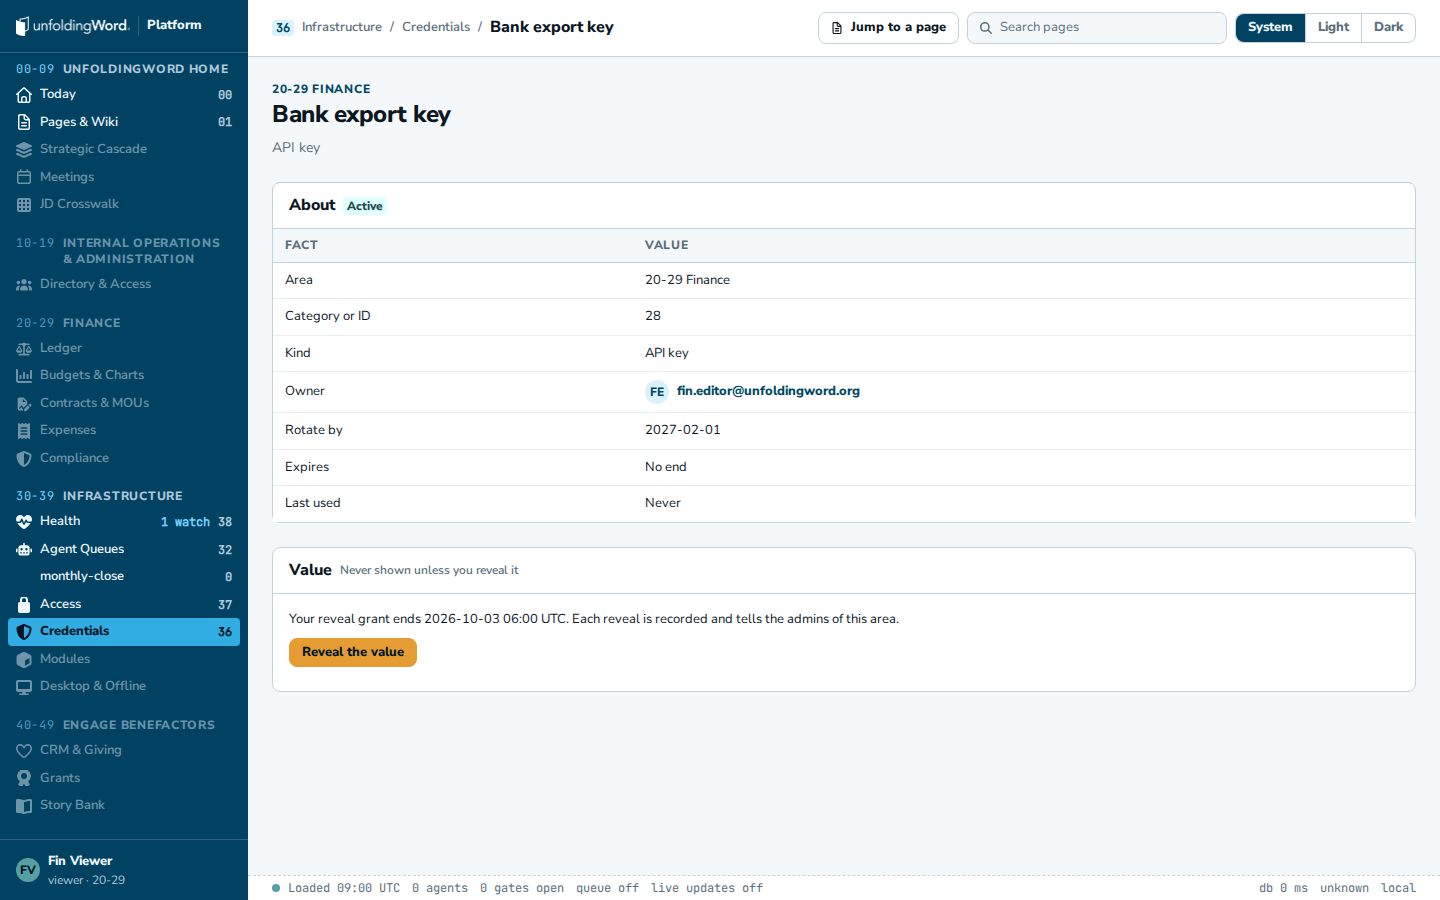 unfoldingWord Platform
00-09 UNFOLDINGWORD HOME
Today 00
Pages & Wiki 01
Strategic Cascade
Meetings
JD Crosswalk
10-19 INTERNAL OPERATIONS
& ADMINISTRATION
Directory & Access
20-29 FINANCE
Ledger
Budgets & Charts
Contracts & MOUs
Expenses
Compliance
30-39 INFRASTRUCTURE
Health 1 watch 38
Agent Queues 32
monthly-close 0
Access 37
Credentials 36
Modules
Desktop & Offline
40-49 ENGAGE BENEFACTORS
CRM & Giving
Grants
Story Bank
FV Fin Viewer
viewer · 20-29
36 Infrastructure / Credentials / Bank export key
Jump to a page
Search pages
System Light Dark
20-29 FINANCE
Bank export key
API key
About Active
FACT VALUE
Area 20-29 Finance
Category or ID 28
Kind API key
Owner FE fin.editor@unfoldingword.org
Rotate by 2027-02-01
Expires No end
Last used Never
Value Never shown unless you reveal it
Your reveal grant ends 2026-10-03 06:00 UTC. Each reveal is recorded and tells the admins of this area.
Reveal the value
Loaded 09:00 UTC 0 agents 0 gates open queue off live updates off
db 0 ms unknown local